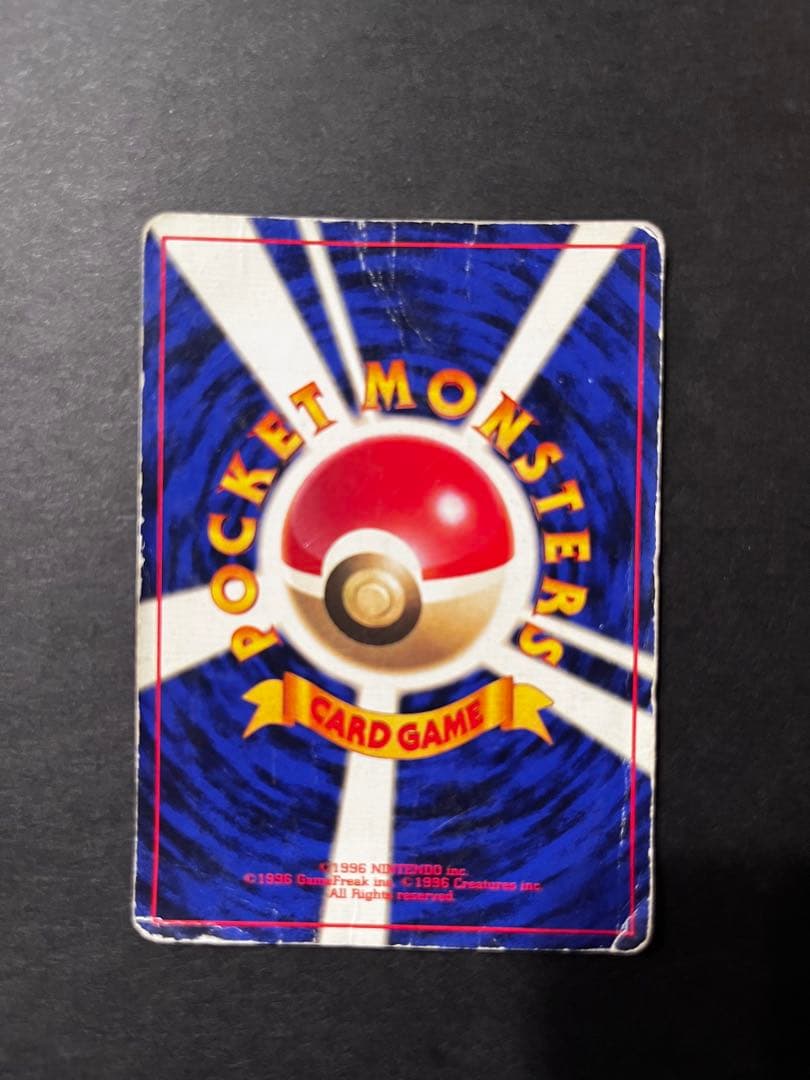 POCKET MONSTERS
CARD GAME
©1996 NINTENDO inc.
©1996 GameFreak inc. ©1996 Creatures inc.
All Rights reserved.